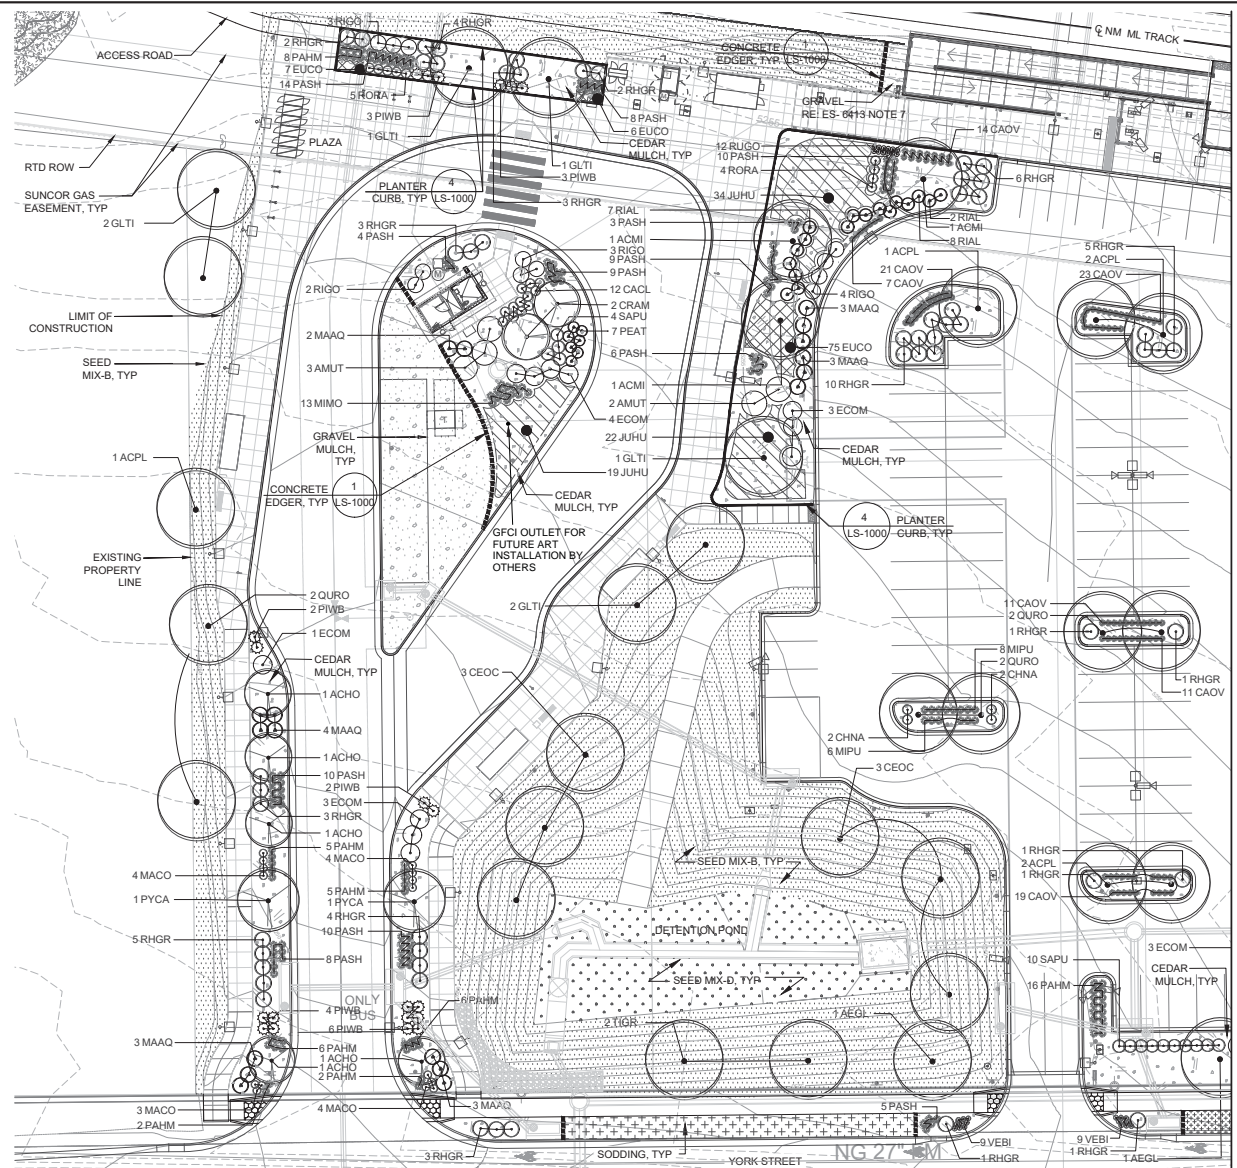 3 RIGO
4 RHGR
2 RHGR
8 PAHM
7 EUCO
14 PASH
5 RORA
3 PIWB
1 GLTI
ACCESS ROAD
RTD ROW
SUNCOR GAS
EASEMENT, TYP
2 GLTI
PLAZA
CONCRETE
EDGER, TYP
1
LS-1000
℄ NM ML TRACK
GRAVEL
RE: ES- 6413 NOTE 7
2 RHGR
8 PASH
6 EUCO
CEDAR
MULCH, TYP
1 GLTI
3 PIWB
3 RHGR
PLANTER
CURB, TYP
4
LS-1000
14 CAOV
12 RUGO
10 PASH
4 RORA
34 JUHU
6 RHGR
7 RIAL
3 PASH
1 ACMI
3 RIGO
9 PASH
9 PASH
12 CACL
2 CRAM
4 SAPU
7 PEAT
6 PASH
2 RIAL
1 ACMI
8 RIAL
1 ACPL
21 CAOV
7 CAOV
4 RIGO
3 MAAQ
5 RHGR
2 ACPL
23 CAOV
3 RHGR
4 PASH
2 RIGO
M
2 MAAQ
3 AMUT
13 MIMO
GRAVEL
MULCH,
TYP
T
CONCRETE
EDGER, TYP
1
LS-1000
LIMIT OF
CONSTRUCTION
SEED
MIX-B, TYP
1 ACPL
EXISTING
PROPERTY
LINE
75 EUCO
3 MAAQ
10 RHGR
1 ACMI
2 AMUT
3 ECOM
4 ECOM
22 JUHU
1 GLTI
19 JUHU
CEDAR
MULCH, TYP
CEDAR
MULCH, TYP
GFCI OUTLET FOR
FUTURE ART
INSTALLATION BY
OTHERS
4
LS-1000
PLANTER
CURB, TYP
2 QURO
2 PIWB
1 ECOM
CEDAR
MULCH, TYP
2 GLTI
11 CAOV
2 QURO
1 RHGR
8 MIPU
2 QURO
2 CHNA
1 RHGR
11 CAOV
3 CEOC
1 ACHO
4 MAAQ
1 ACHO
2 CHNA
6 MIPU
10 PASH
2 PIWB
3 ECOM
3 RHGR
1 ACHO
5 PAHM
4 MACO
3 CEOC
4 MACO
1 PYCA
5 PAHM
1 PYCA
4 RHGR
10 PASH
SEED MIX-B, TYP
1 RHGR
2 ACPL
1 RHGR
19 CAOV
5 RHGR
8 PASH
DETENTION POND
SEED MIX-D, TYP
3 ECOM
10 SAPU
CEDAR
MULCH, TYP
16 PAHM
ONLY
BUS
4 PIWB
6 PAHM
6 PIWB
2 TIGR
1 AEGL
3 MAAQ
6 PAHM
1 ACHO
1 ACHO
2 PAHM
3 MACO
2 PAHM
4 MACO
3 MAAQ
5 PASH
3 RHGR
SODDING, TYP
YORK STREET
NG 27"
9 VEBI
1 RHGR
9 VEBI
1 RHGR
1 AEGL